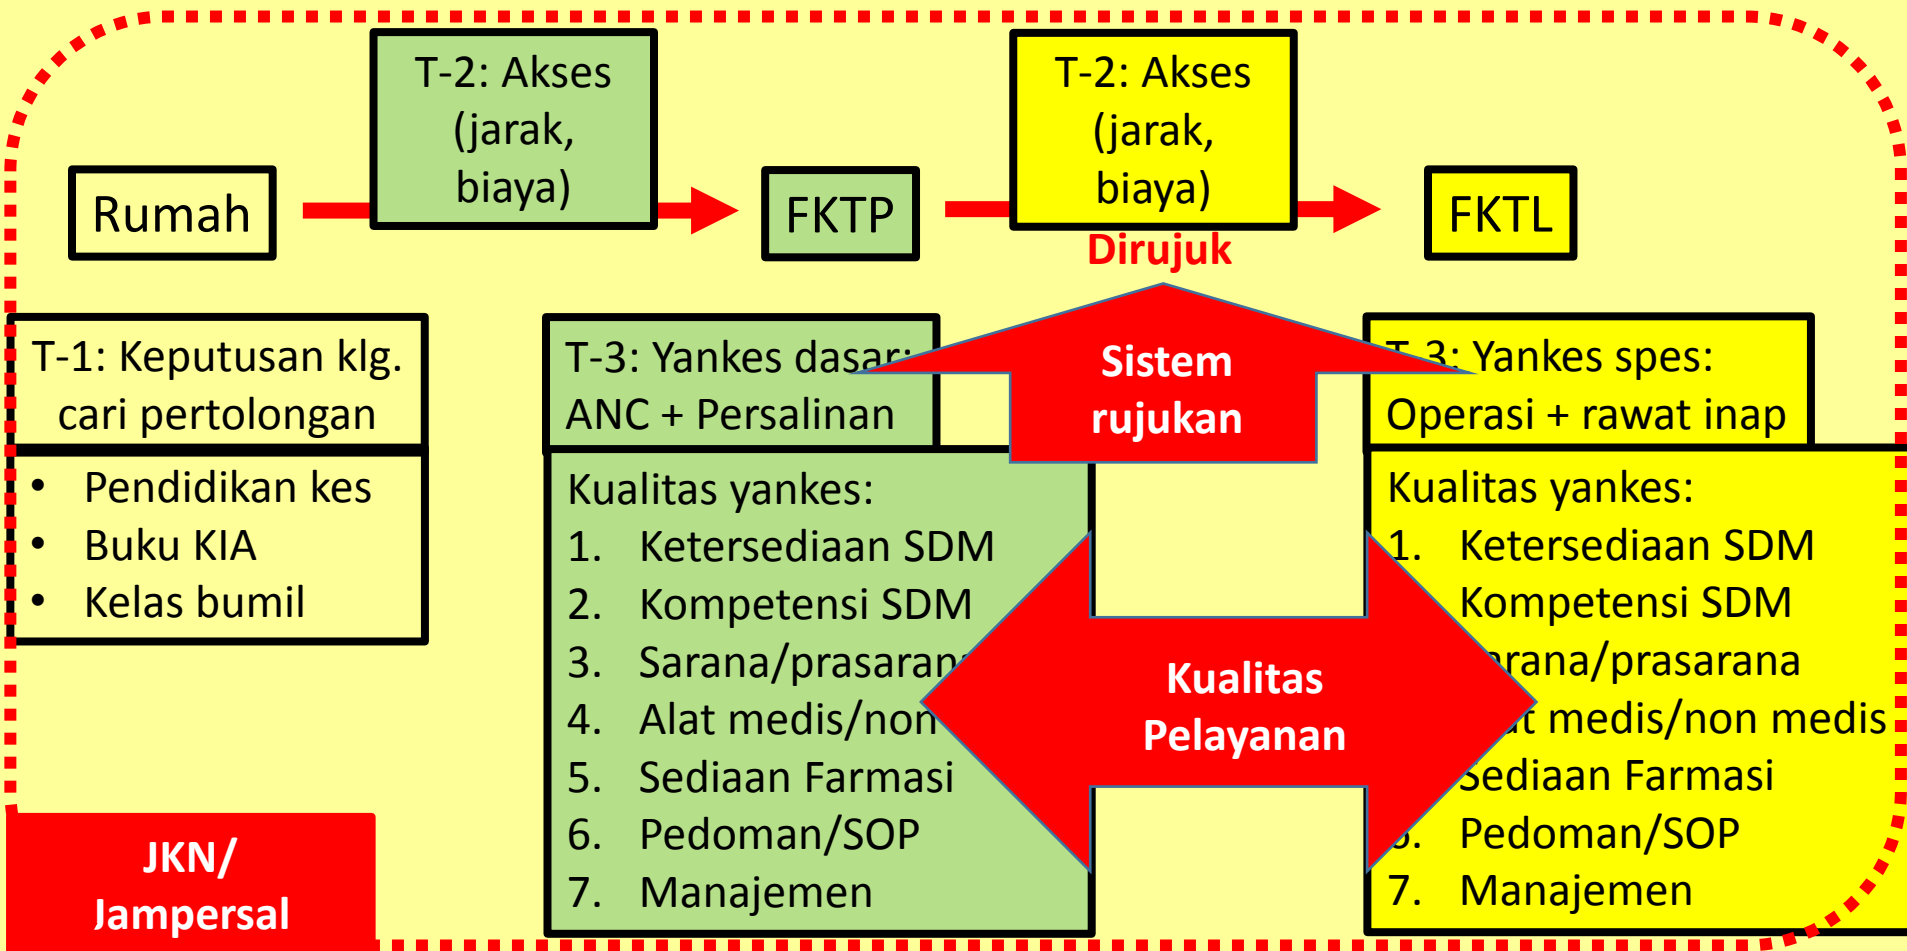 T-2: Akses
(jarak,
biaya)
T-2: Akses
(jarak,
biaya)
Rumah
FKTP
Dirujuk
FKTL
T-1: Keputusan klg.
cari pertolongan
• Pendidikan kes
• Buku KIA
• Kelas bumil
T-3: Yankes dasar:
ANC + Persalinan
Kualitas yankes:
1. Ketersediaan SDM
2. Kompetensi SDM
3. Sarana/prasarana
4. Alat medis/non
5. Sediaan Farmasi
6. Pedoman/SOP
7. Manajemen
Sistem
rujukan
Kualitas
Pelayanan
T-3: Yankes spes:
Operasi + rawat inap
Kualitas yankes:
1. Ketersediaan SDM
Kompetensi SDM
arana/prasarana
t medis/non medis
Sediaan Farmasi
6. Pedoman/SOP
7. Manajemen
JKN/
Jampersal